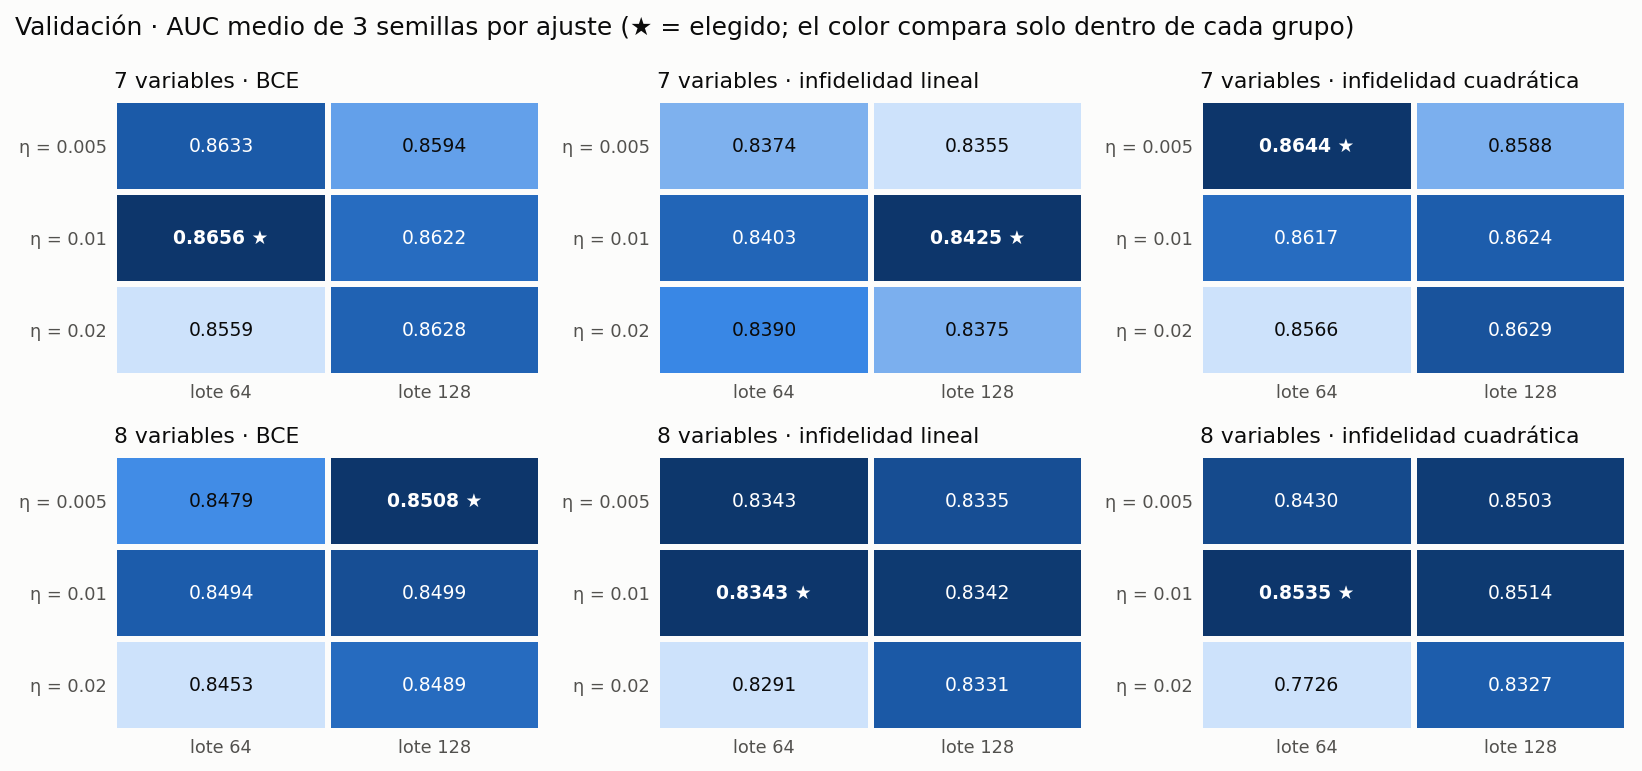 Validación · AUC medio de 3 semillas por ajuste (★ = elegido; el color compara solo dentro de cada grupo)
7 variables · BCE
7 variables · infidelidad lineal
7 variables · infidelidad cuadrática
η = 0.005 0.8633 0.8594 η = 0.005 0.8374 0.8355 η = 0.005 0.8644 ★ 0.8588
η = 0.01 0.8656 ★ 0.8622 η = 0.01 0.8403 0.8425 ★ η = 0.01 0.8617 0.8624
η = 0.02 0.8559 0.8628 η = 0.02 0.8390 0.8375 η = 0.02 0.8566 0.8629
lote 64 lote 128 lote 64 lote 128 lote 64 lote 128
8 variables · BCE
8 variables · infidelidad lineal
8 variables · infidelidad cuadrática
η = 0.005 0.8479 0.8508 ★ η = 0.005 0.8343 0.8335 η = 0.005 0.8430 0.8503
η = 0.01 0.8494 0.8499 η = 0.01 0.8343 ★ 0.8342 η = 0.01 0.8535 ★ 0.8514
η = 0.02 0.8453 0.8489 η = 0.02 0.8291 0.8331 η = 0.02 0.7726 0.8327
lote 64 lote 128 lote 64 lote 128 lote 64 lote 128